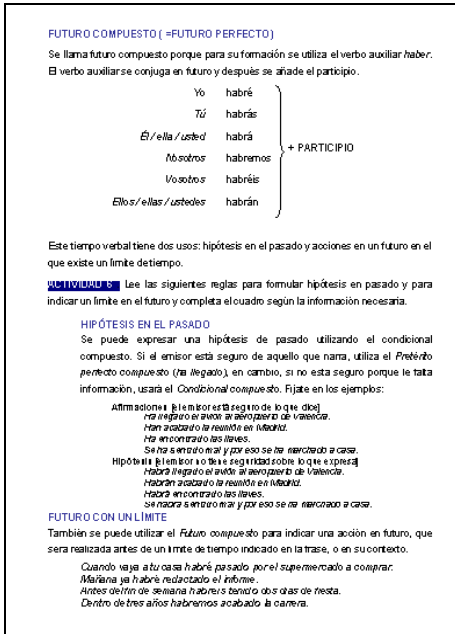 FUTURO COMPUESTO ( =FUTURO PERFECTO)
Se llama futuro compuesto porque para su formación se utiliza el verbo auxiliar haber.
El verbo auxiliar se conjuga en futuro y después se añade el participio.
Yo habré
Tú habrás
Él / ella / usted habrá
Nosotros habremos
Vosotros habréis
Ellos / ellas / ustedes habrán
+ PARTICIPIO
Este tiempo verbal tiene dos usos: hipótesis en el pasado y acciones en un futuro en el
que existe un límite de tiempo.
ACTIVIDAD 6 Lee las siguientes reglas para formular hipótesis en pasado y para
indicar un límite en el futuro y completa el cuadro según la información necesaria.
HIPÓTESIS EN EL PASADO
Se puede expresar una hipótesis de pasado utilizando el condicional
compuesto. Si el emisor está seguro de aquello que narra, utiliza el Pretérito
perfecto compuesto (ha llegado), en cambio, si no esta seguro porque le falta
información, usará el Condicional compuesto. Fíjate en los ejemplos:
Afirmaciones [el emisor está seguro de lo que dice]
Ha llegado el avión al aeropuerto de Valencia.
Han acabado la reunión en Madrid.
Ha encontrado las llaves.
Se ha sentido mal y por eso se ha marchado a casa.
Hipótesis [el emisor no tiene seguridad sobre lo que expresa]
Habrá llegado el avión al aeropuerto de Valencia.
Habrán acabado la reunión en Madrid.
Habrá encontrado las llaves.
Se habrá sentido mal y por eso se ha marchado a casa.
FUTURO CON UN LÍMITE
También se puede utilizar el Futuro compuesto para indicar una acción en futuro, que
sera realizada antes de un límite de tiempo indicado en la frase, o en su contexto.
Cuando vaya a tu casa habré pasado por el supermercado a comprar.
Mañana ya habré redactado el informe.
Antes del fin de semana habréis tenido dos días de fiesta.
Dentro de tres años habremos acabado la carrera.